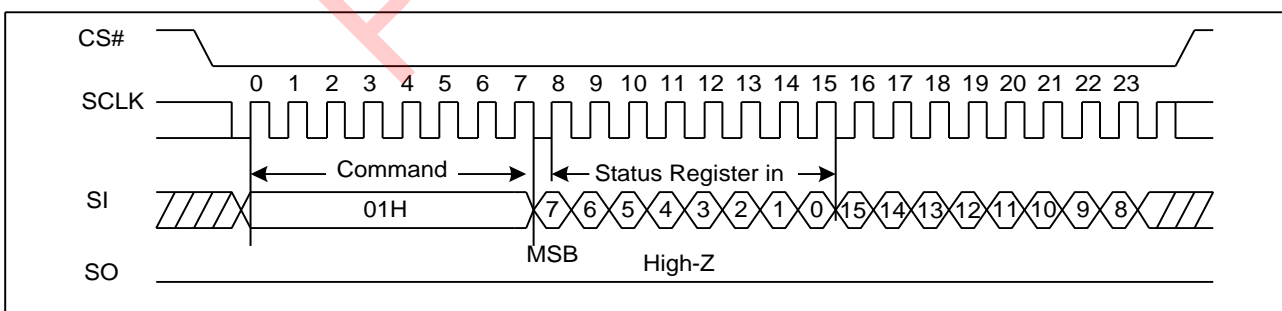 CS#
0 1 2 3 4 5 6 7 8 9 10 11 12 13 14 15 16 17 18 19 20 21 22 23
SCLK
Command Status Register in
SI 01H 7 6 5 4 3 2 1 0 15 14 13 12 11 10 9 8
MSB
SO High-Z